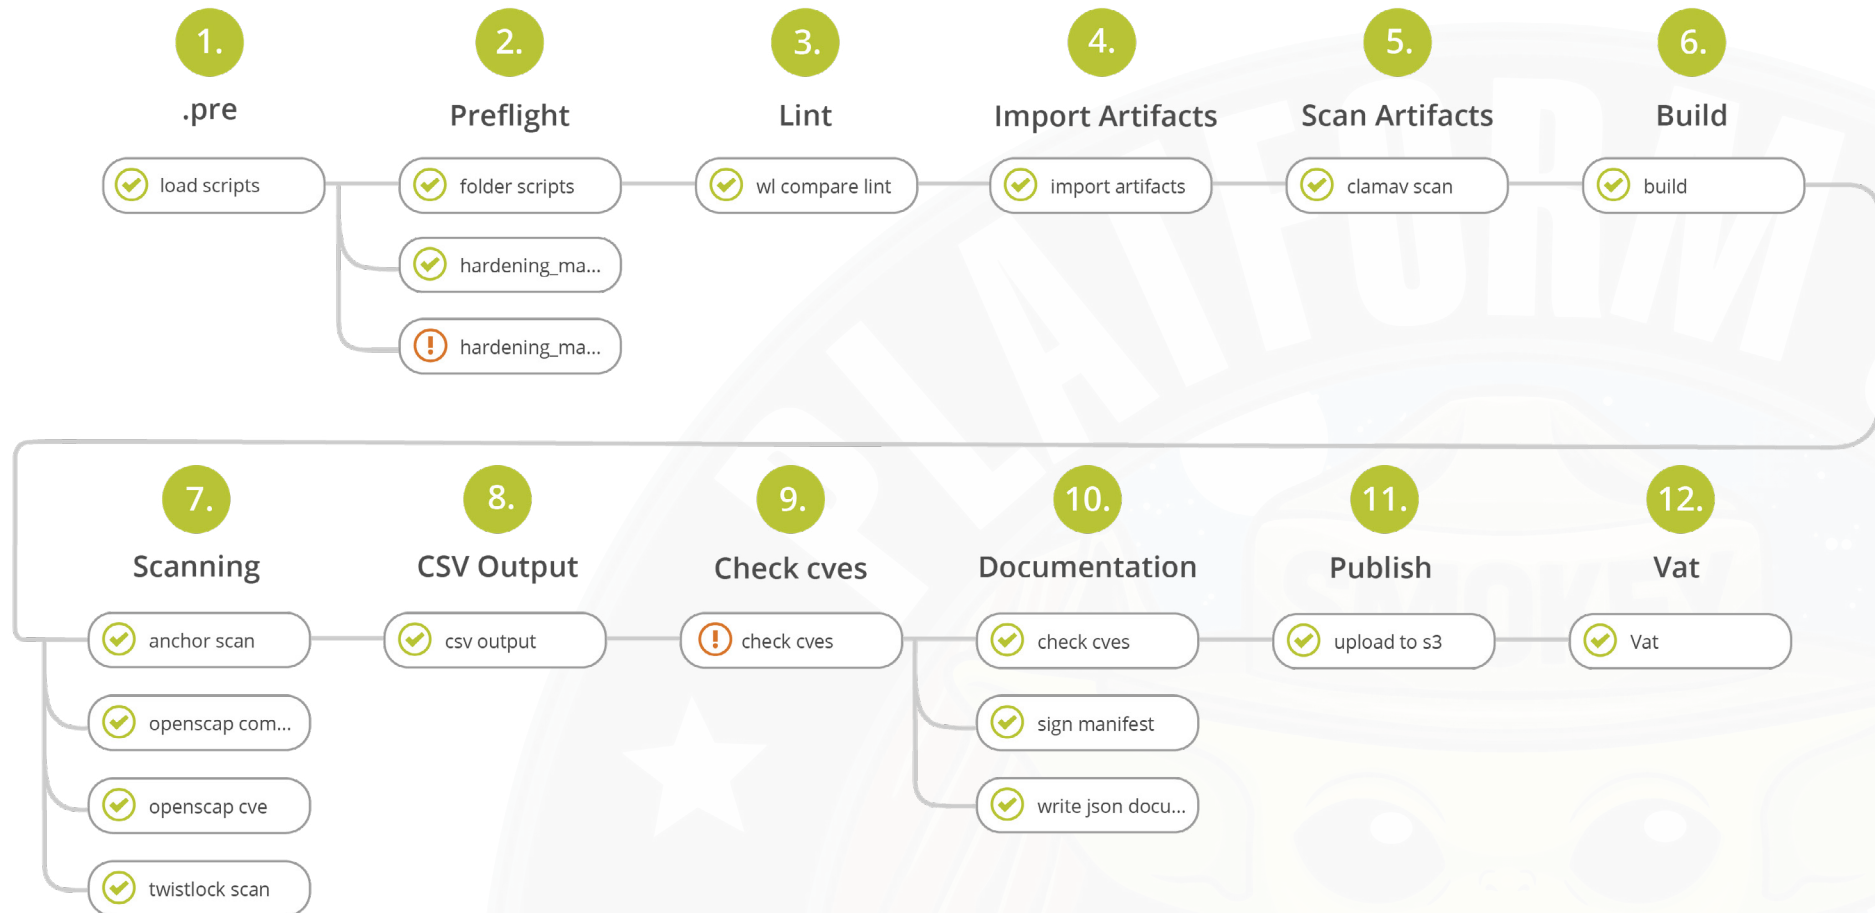 1.
2.
3.
4.
5.
6.
.pre
Preflight
Lint
Import Artifacts
Scan Artifacts
Build
load scripts
folder scripts
wl compare lint
import artifacts
clamav scan
build
hardening_ma...
hardening_ma...
7.
8.
9.
10.
11.
12.
Scanning
CSV Output
Check cves
Documentation
Publish
Vat
anchor scan
csv output
check cves
check cves
upload to s3
Vat
openscap com...
sign manifest
openscap cve
write json docu...
twistlock scan
PLATFORM
SMOKEY